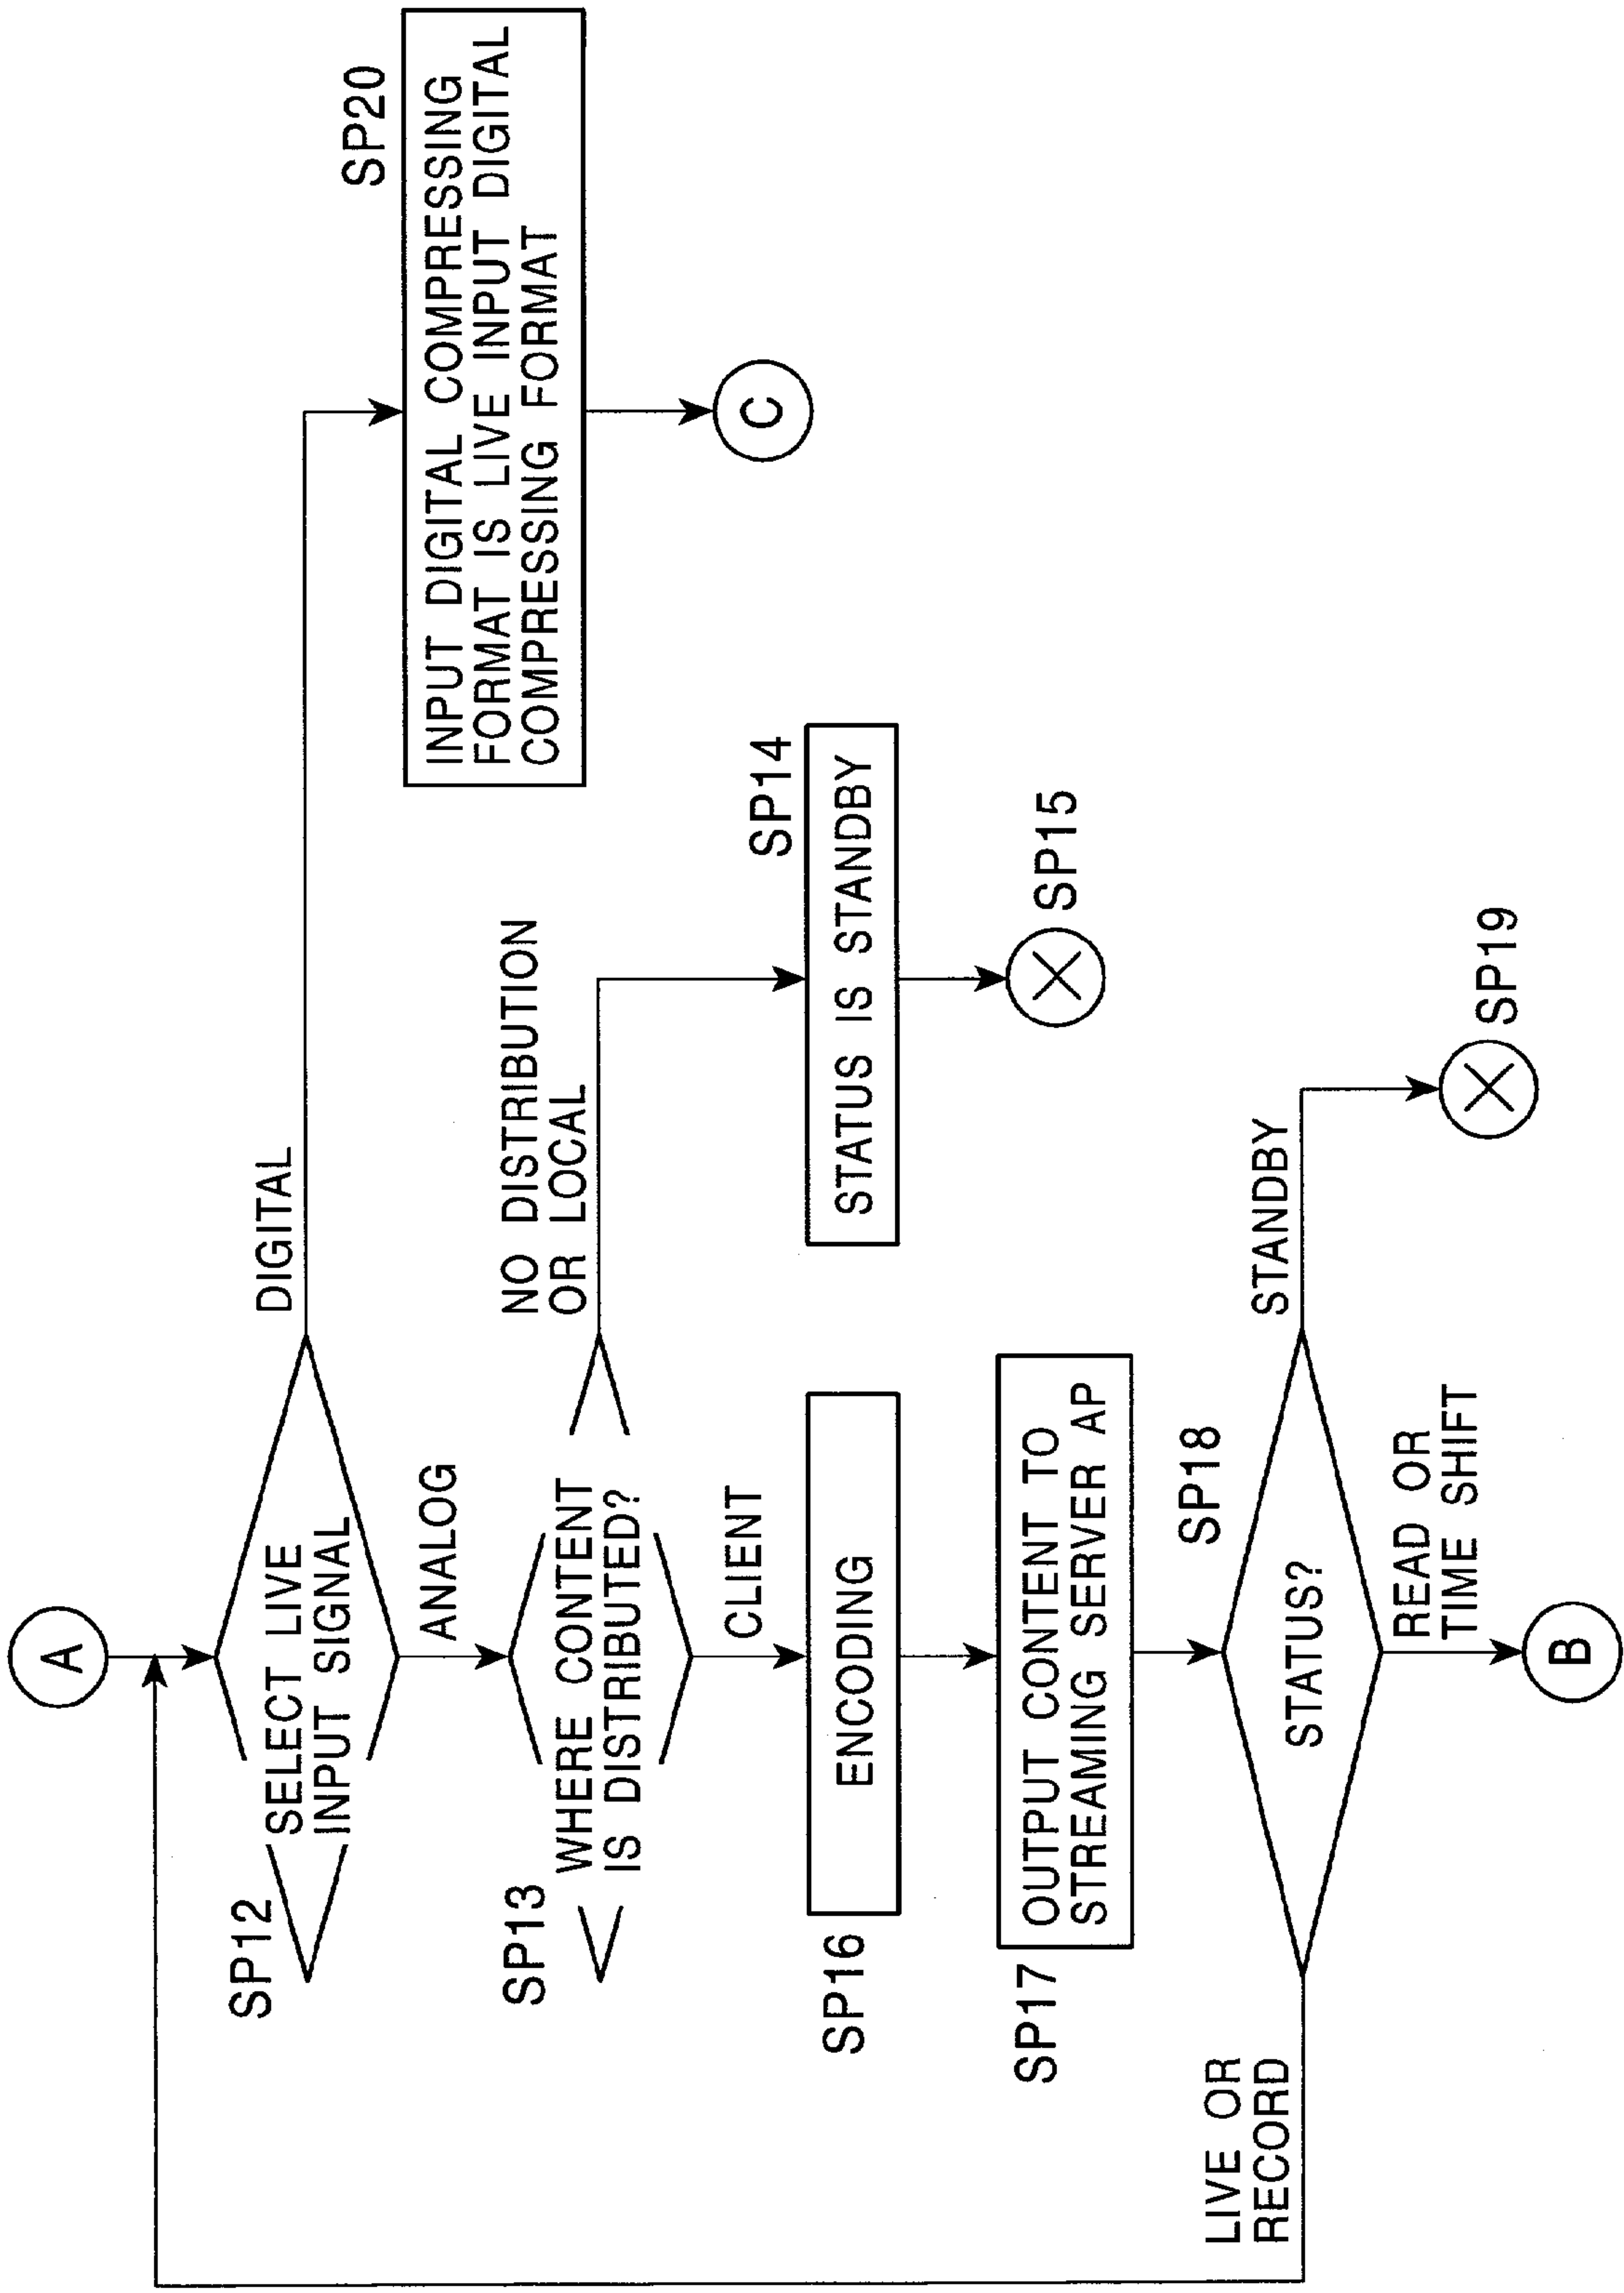 A
SP12
SELECT LIVE
INPUT SIGNAL
DIGITAL
SP20
INPUT DIGITAL COMPRESSING
FORMAT IS LIVE INPUT DIGITAL
COMPRESSING FORMAT
C
ANALOG
SP13
WHERE CONTENT
IS DISTRIBUTED?
NO DISTRIBUTION
OR LOCAL
SP14
STATUS IS STANDBY
SP15
CLIENT
SP16
ENCODING
SP17
OUTPUT CONTENT TO
STREAMING SERVER AP
SP18
STATUS?
STANDBY
SP19
LIVE OR
RECORD
READ OR
TIME SHIFT
B